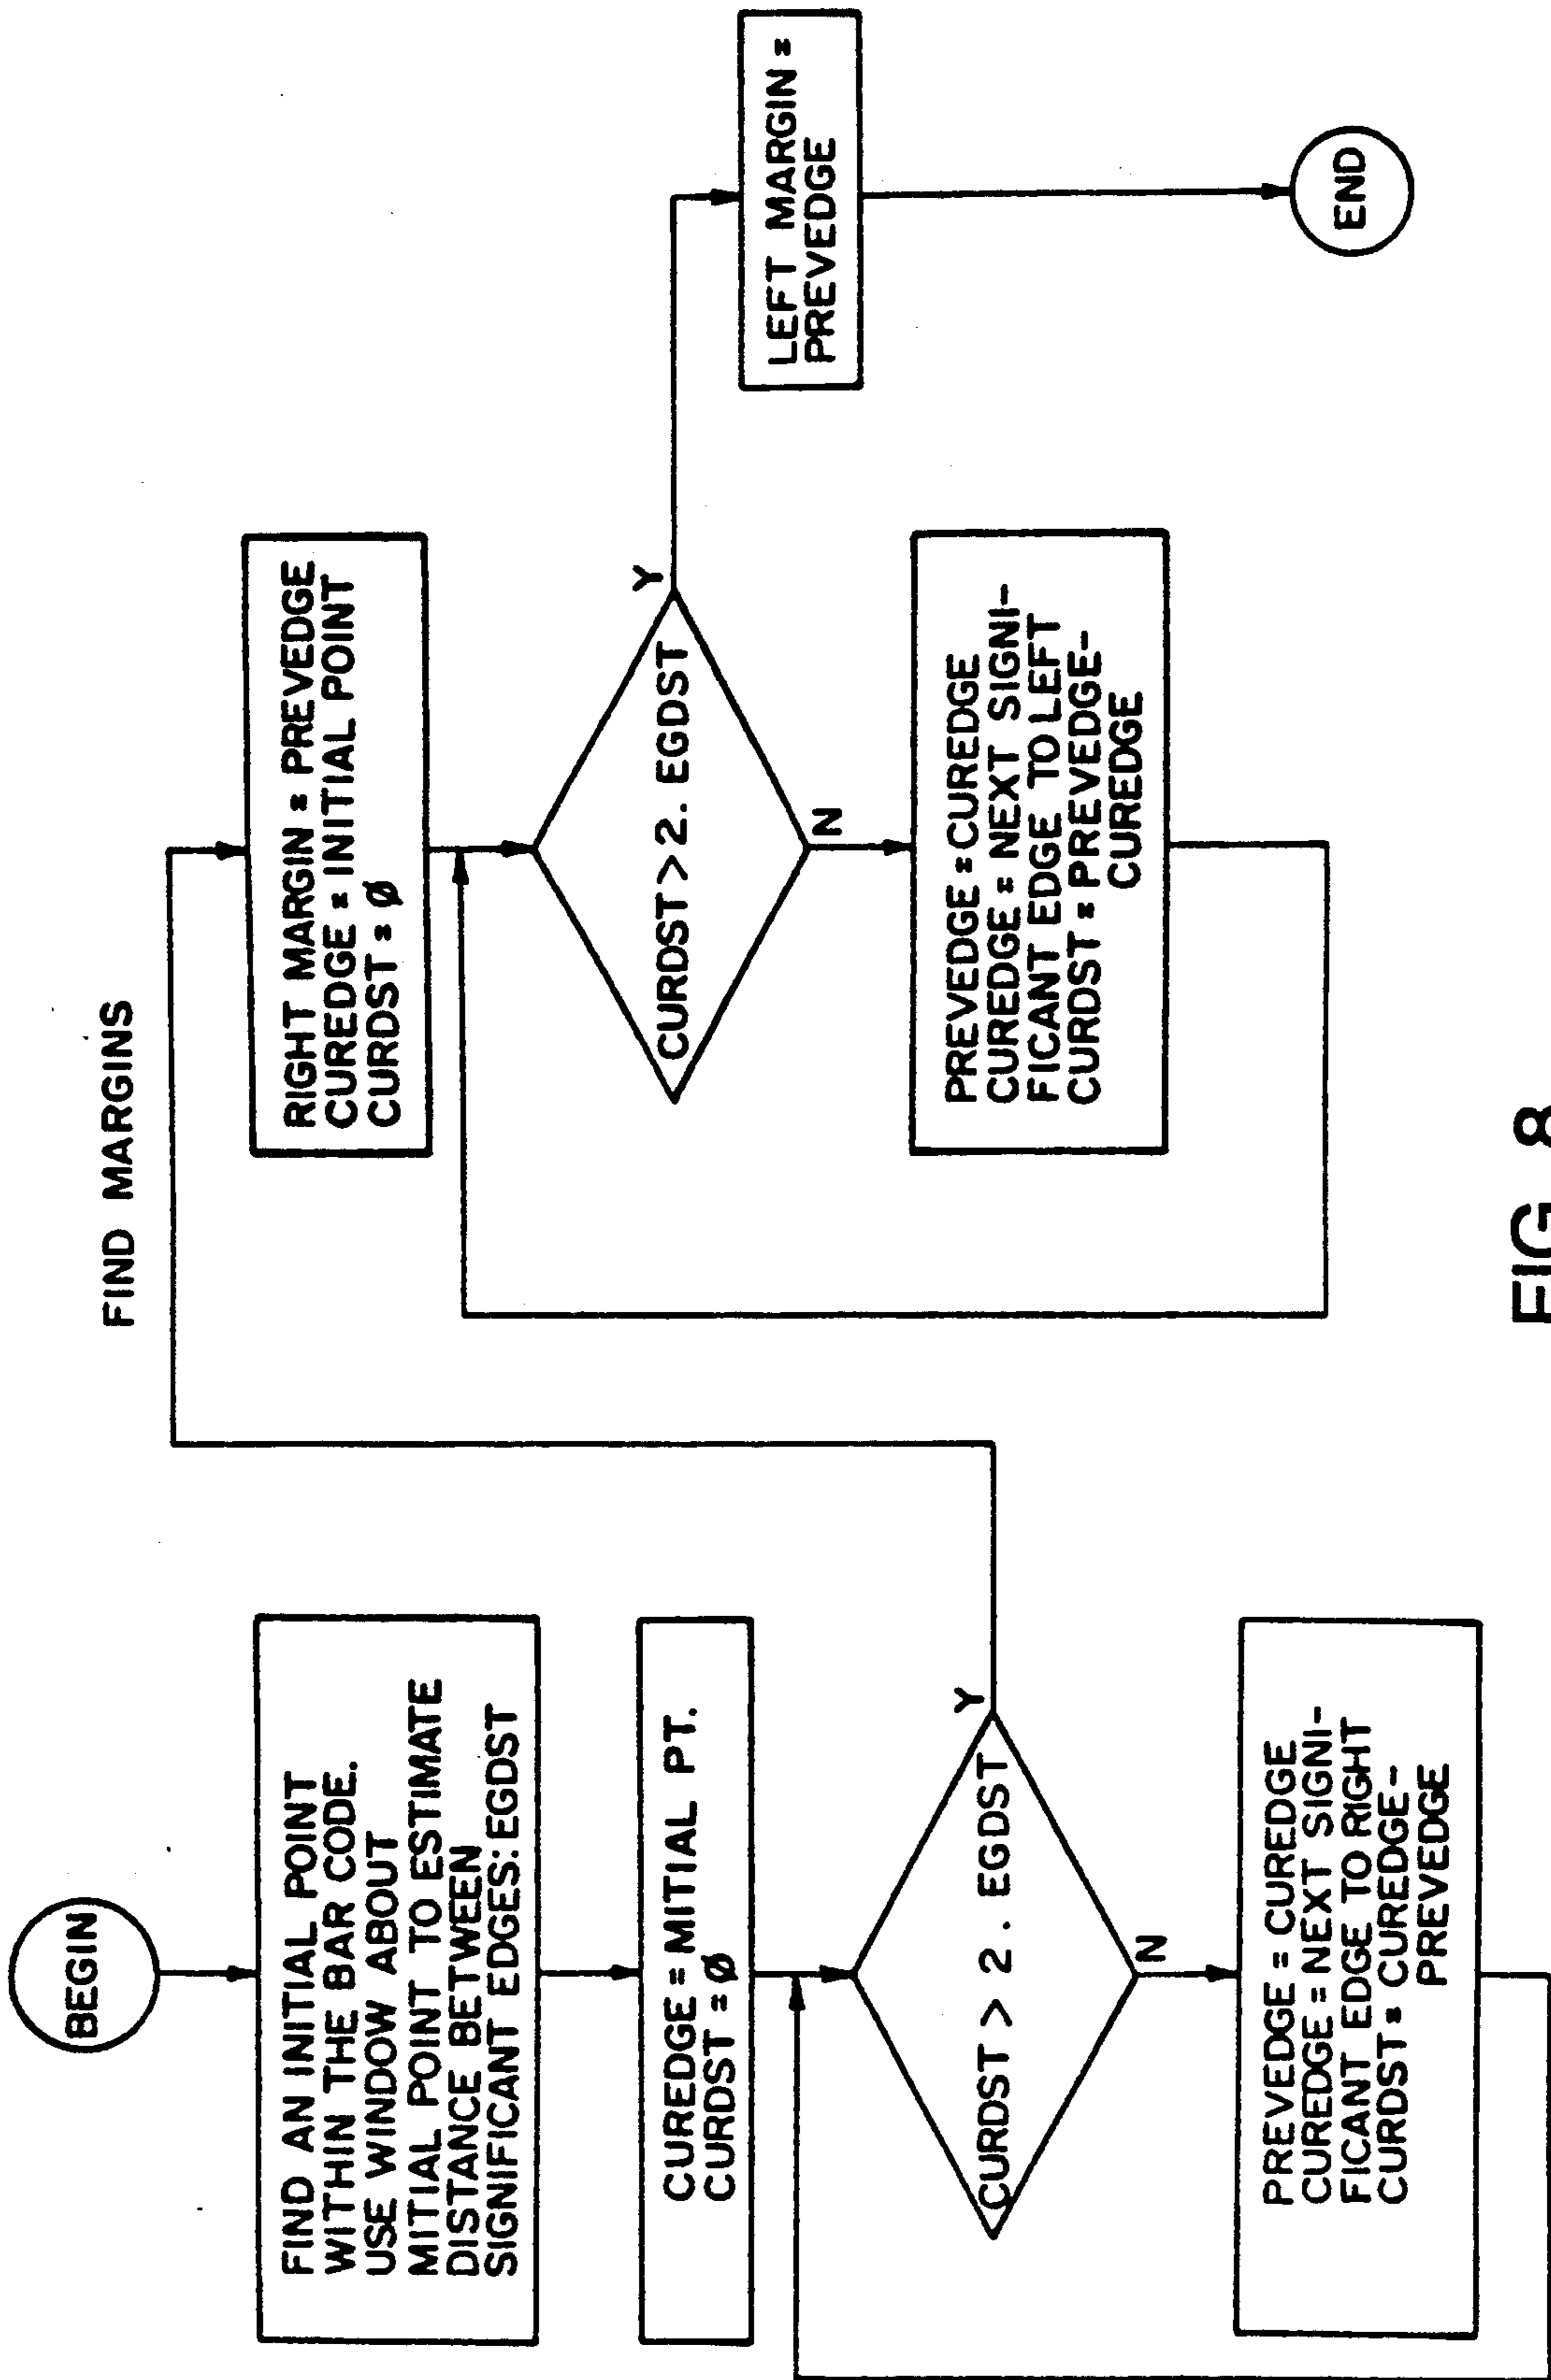 FIND MARGINS
BEGIN
FIND AN INITIAL POINT
WITHIN THE BAR CODE.
USE WINDOW ABOUT
MITIAL POINT TO ESTIMATE
DISTANCE BETWEEN
SIGNIFICANT EDGES: EGDST
CUREDGE = MITIAL PT.
CURDST = Ø
CURDST > 2. EGDST
Y
N
PREVEDGE = CUREDGE
CUREDGE = NEXT SIGNI-
FICANT EDGE TO RIGHT
CURDST = CUREDGE-
PREVEDGE
RIGHT MARGIN = PREVEDGE
CUREDGE = INITIAL POINT
CURDST = Ø
CURDST > 2. EGDST
Y
N
PREVEDGE = CUREDGE
CUREDGE = NEXT SIGNI-
FICANT EDGE TO LEFT
CURDST = PREVEDGE-
CUREDGE
LEFT MARGIN =
PREVEDGE
END
FIG. 8